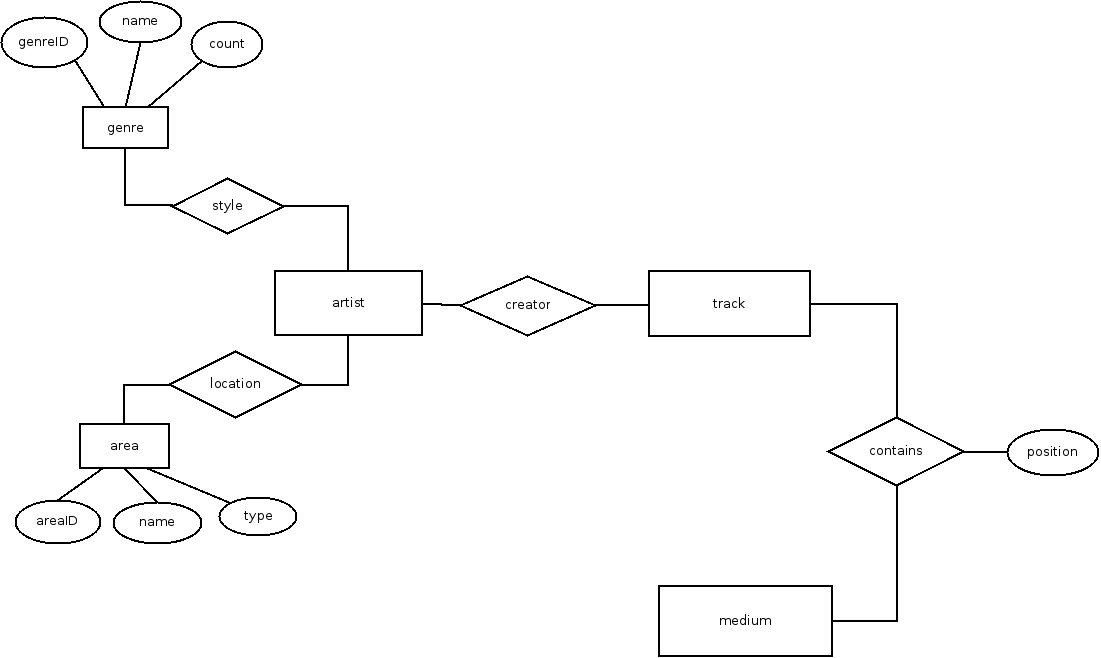 name
genreID
count
genre
style
artist
creator
track
location
area
contains
position
areaID
name
type
medium